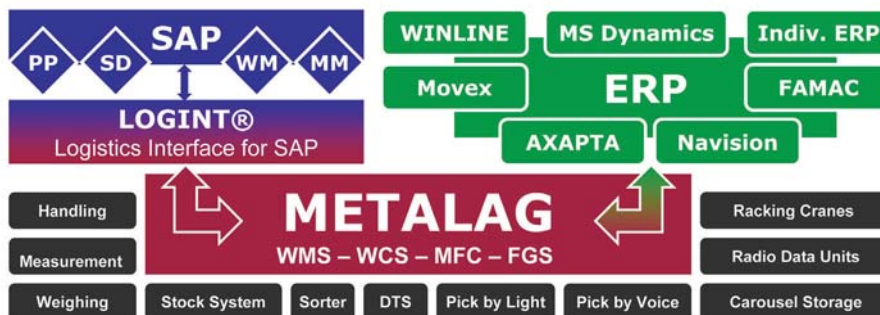 SAP
PP SD WM MM
LOGINT®
Logistics Interface for SAP
WINLINE MS Dynamics Indiv. ERP
Movex ERP FAMAC
AXAPTA Navision
METALAG
WMS – WCS – MFC – FGS
Handling
Measurement
Weighing Stock System Sorter DTS Pick by Light Pick by Voice
Racking Cranes
Radio Data Units
Carousel Storage